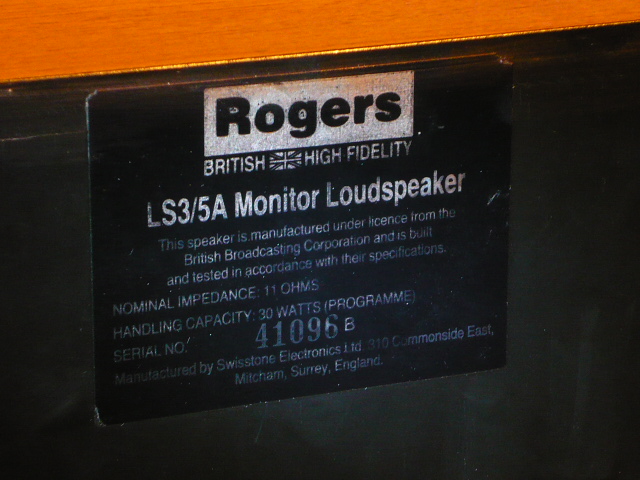 Rogers
BRITISH HIGH FIDELITY
LS3/5A Monitor Loudspeaker
This speaker is manufactured under licence from the
British Broadcasting Corporation and is built
and tested in accordance with their specifications.
NOMINAL IMPEDANCE: 11 OHMS
HANDLING CAPACITY: 30 WATTS (PROGRAMME)
SERIAL NO. 41096 B
Manufactured by Swisstone Electronics Ltd. 310 Commonside East,
Mitcham, Surrey, England.